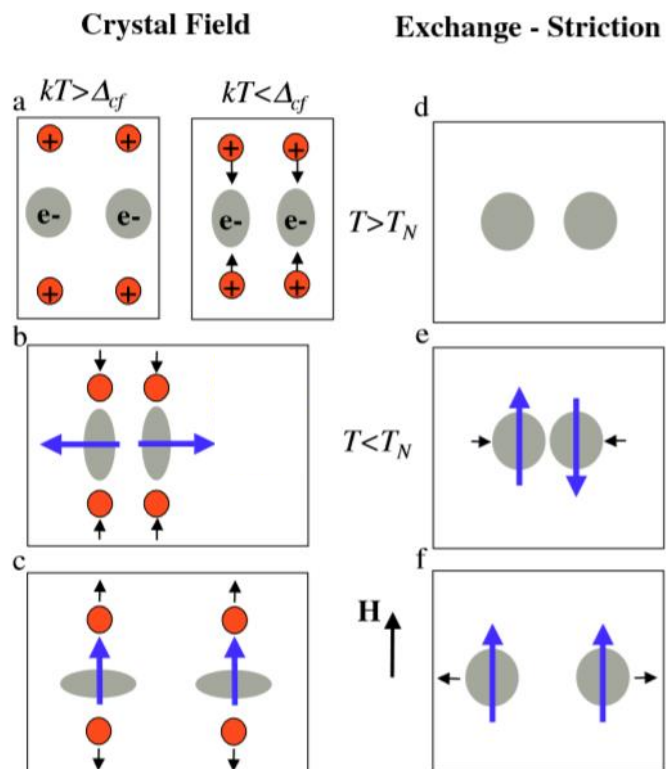 Crystal Field
Exchange - Striction
a
kT>Δcf
kT<Δcf
d
+ +
+ +
e- e-
e- e-
T>TN
+ +
+ +
b
e
T<TN
c
f
H